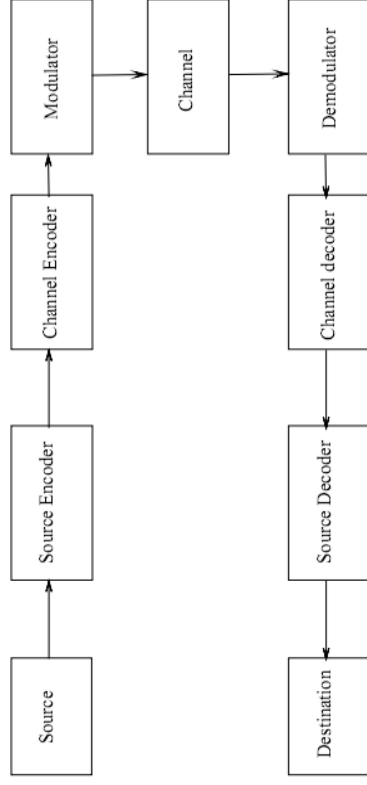 Source
Source Encoder
Channel Encoder
Modulator
Channel
Demodulator
Channel decoder
Source Decoder
Destination